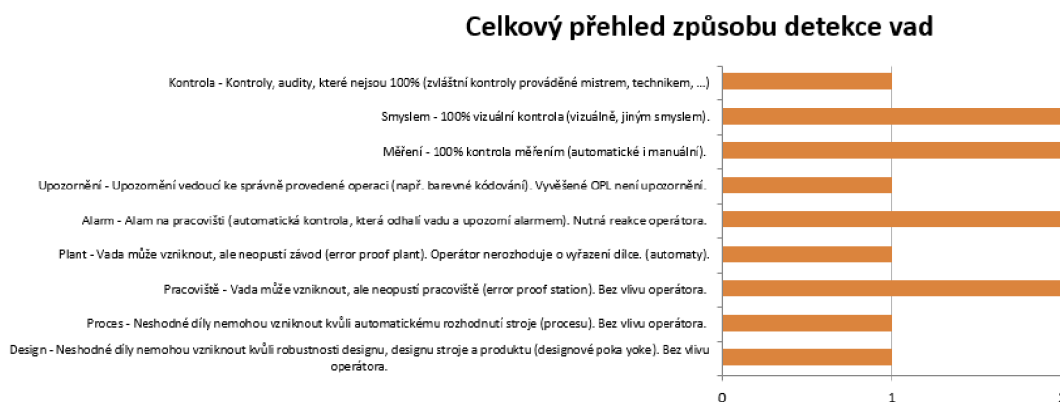 Celkový přehled způsobu detekce vad
Kontrola - Kontroly, audity, které nejsou 100% (zvláštní kontroly prováděné mistrem, technikem, ...)
Smyslem - 100% vizuální kontrola (vizuálně, jiným smyslem).
Měření - 100% kontrola měřením (automatické i manuální).
Upozornění - Upozornění vedoucí ke správně provedené operaci (např. barevné kódování). Vyvěšené OPL není upozornění.
Alarm - Alam na pracovišti (automatická kontrola, která odhalí vadu a upozorní alarmem). Nutná reakce operátora.
Plant - Vada může vzniknout, ale neopustí závod (error proof plant). Operátor nerozhoduje o vyřazení dílce. (automaty).
Pracoviště - Vada může vzniknout, ale neopustí pracoviště (error proof station). Bez vlivu operátora.
Proces - Neshodné díly nemohou vzniknout kvůli automatickému rozhodnutí stroje (procesu). Bez vlivu operátora.
Design - Neshodné díly nemohou vzniknout kvůli robustnosti designu, designu stroje a produktu (designové poka yoke). Bez vlivu
operátora.
0 1